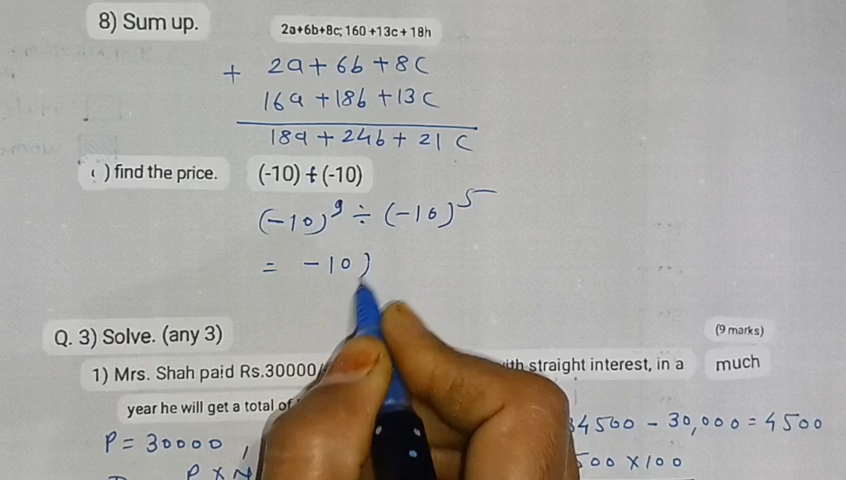 8) Sum up. 2a+6b+8c; 160 +13c+ 18h
+ 2a + 6b + 8c
16a + 18b + 13c
18a + 24b + 21c
( ) find the price. (-10) ÷ (-10)
(-10)⁹ ÷ (-10)⁵
= -10)
(9 marks)
Q. 3) Solve. (any 3)
1) Mrs. Shah paid Rs.30000/ straight interest, in a much
year he will get a total of
34500 - 30,000 = 4500
P = 30000 ,
500 × 100
P × N